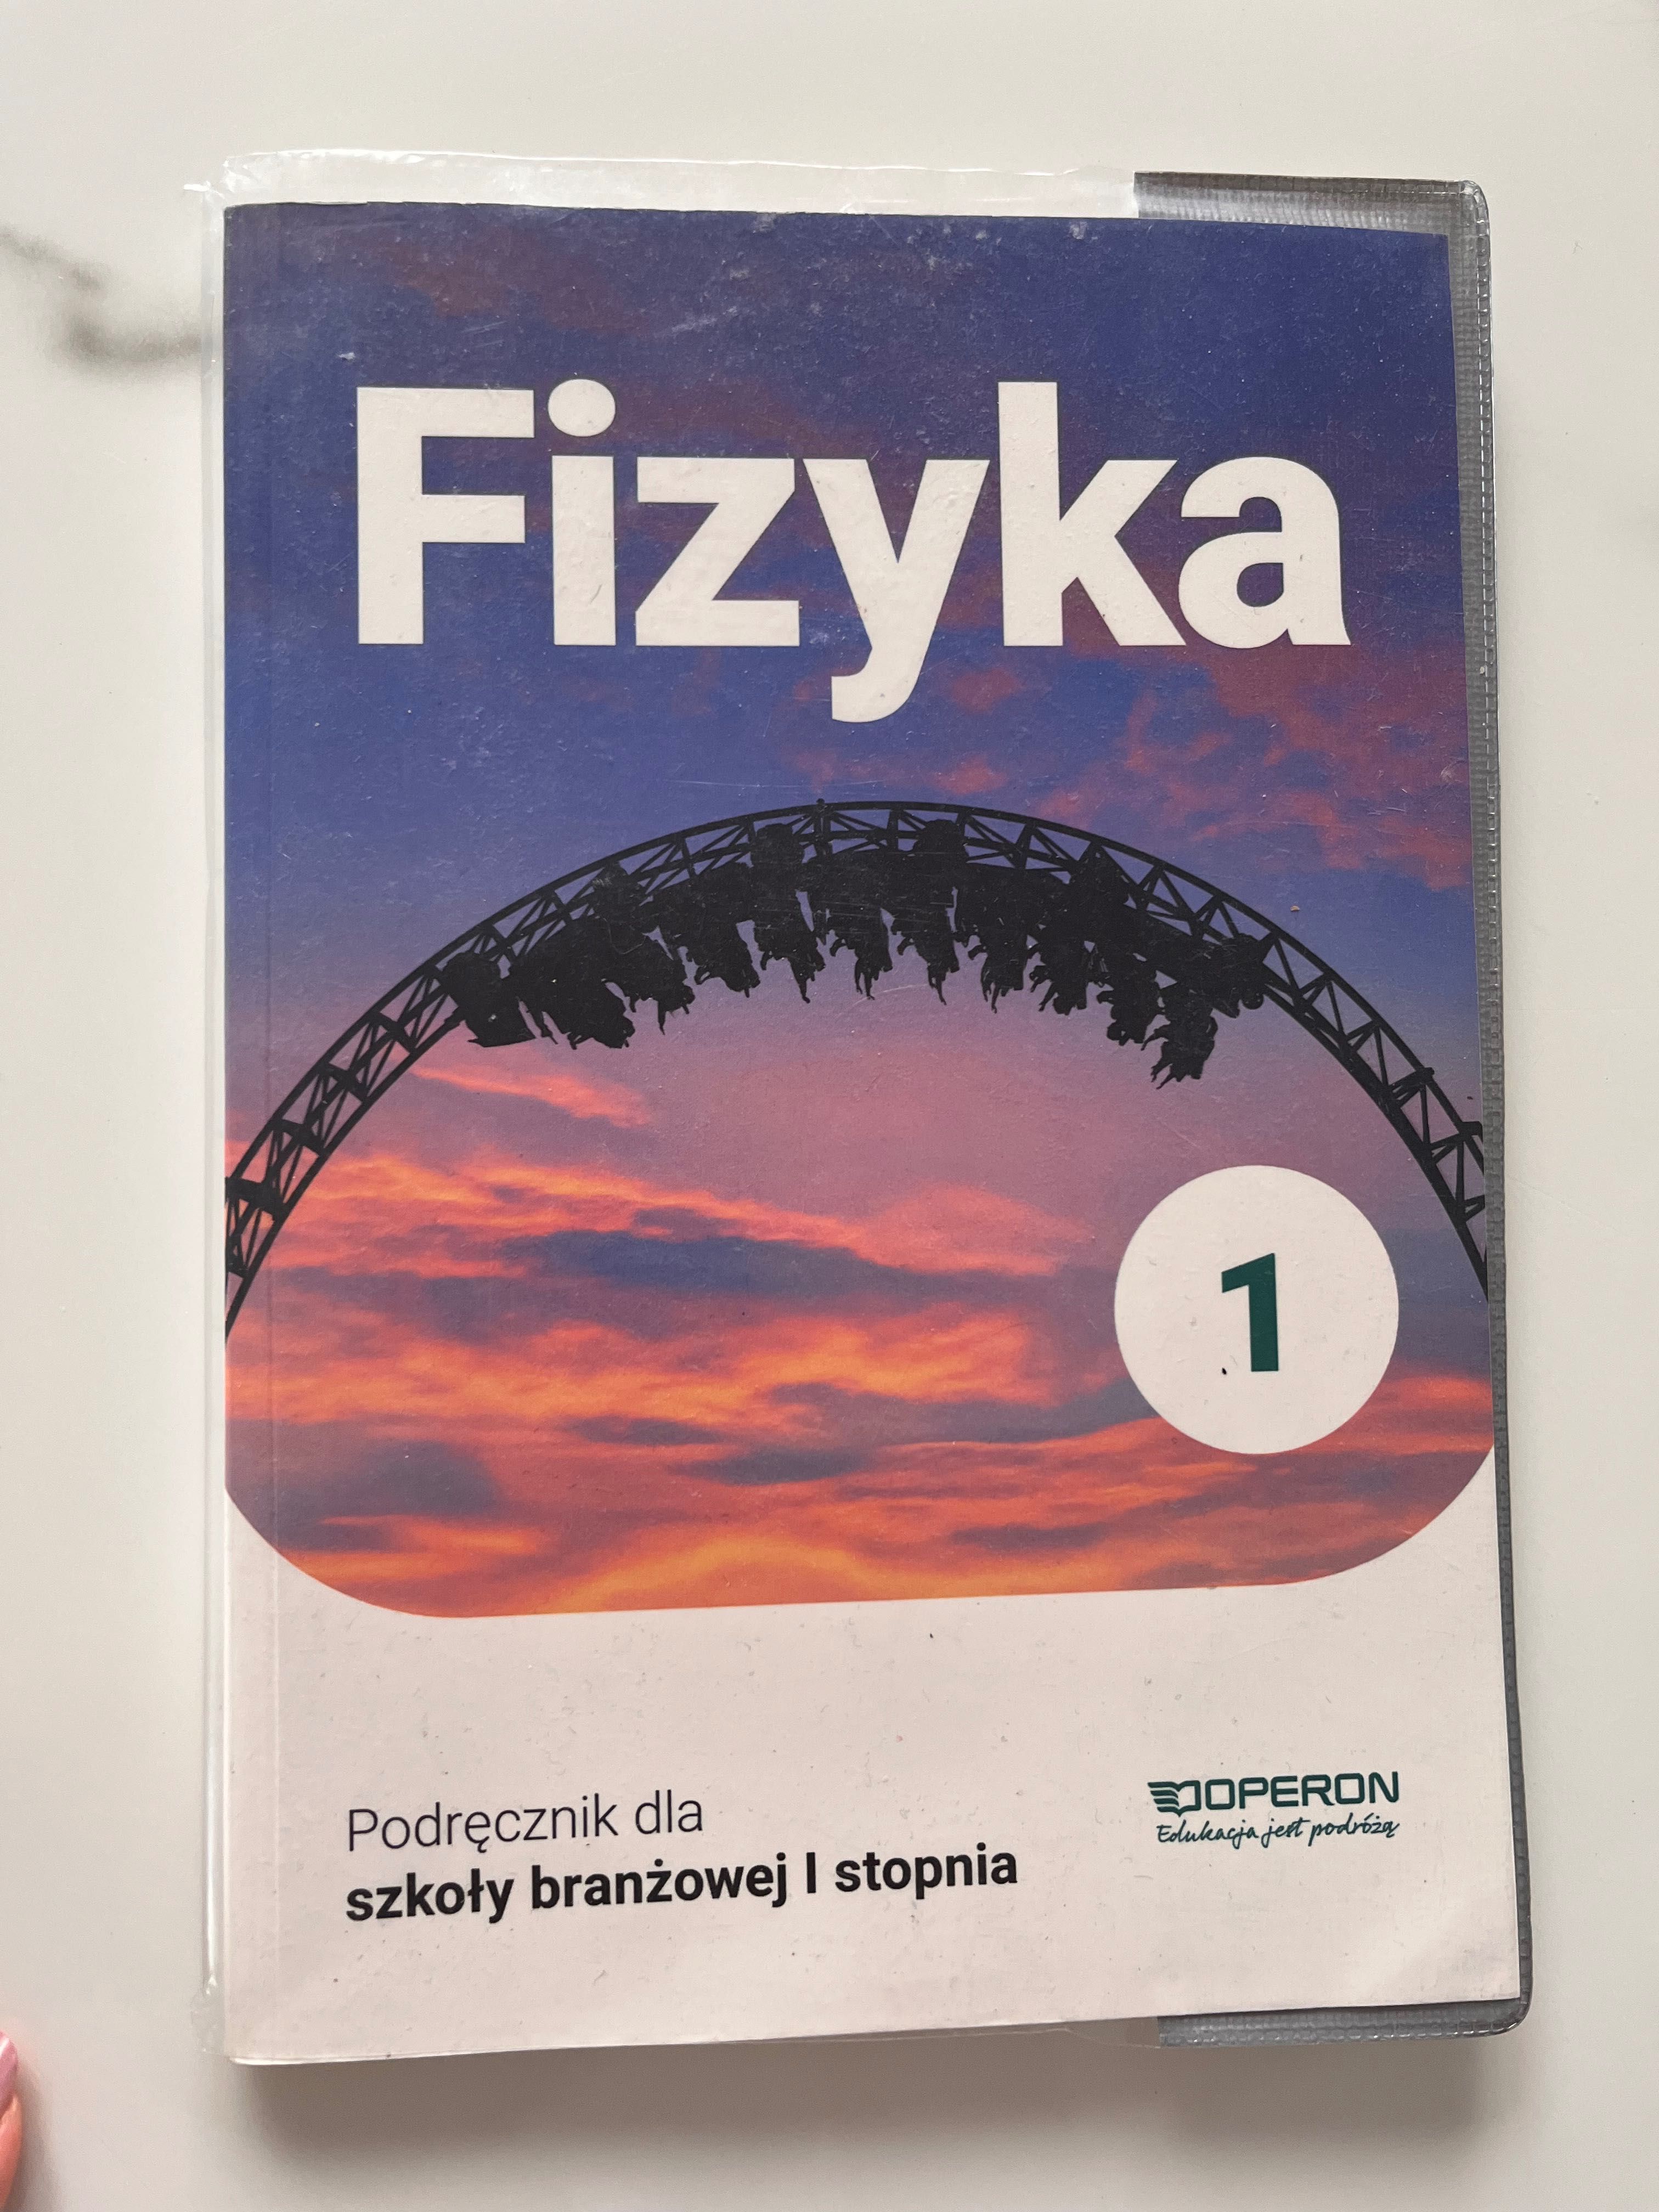 Fizyka
1
Podręcznik dla
szkoły branżowej I stopnia
OPERON
Edukacja jest podróżą